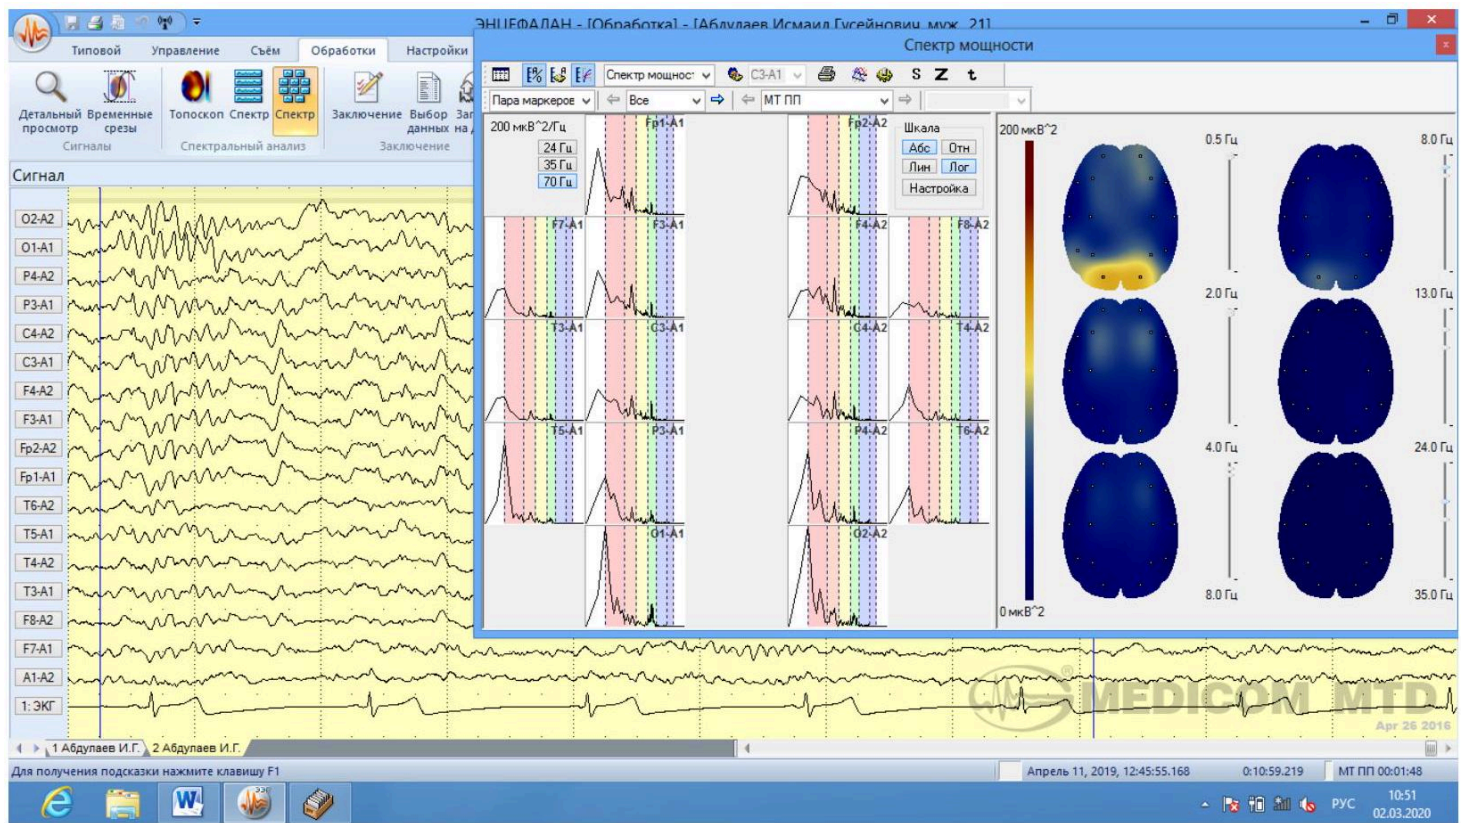 ЭНЦЕФАЛАН - [Обработка] - [Абдулаев Исмаил Гусейнович, муж., 21]
Типовой Управление Съём Обработки Настройки
Спектр мощности
Детальный просмотр
Временные срезы
Топоскоп Спектр Спектр
Заключение
Выбор данных
Сигналы Спектральный анализ Заключение
Спектр мощнос C3-A1 S Z t
Пара маркеров Все МТ ПП
Сигнал
O2-A2
O1-A1
P4-A2
P3-A1
C4-A2
C3-A1
F4-A2
F3-A1
Fp2-A2
Fp1-A1
T6-A2
T5-A1
T4-A2
T3-A1
F8-A2
F7-A1
A1-A2
1: ЭКГ
200 мкВ^2/Гц
24 Гц
35 Гц
70 Гц
Fp1-A1 Fp2-A2
Шкала
Абс Отн
Лин Лог
Настройка
F7-A1 F3-A1 F4-A2 F8-A2
T3-A1 C3-A1 C4-A2 T4-A2
T5-A1 P3-A1 P4-A2 T6-A2
O1-A1 O2-A2
200 мкВ^2
0.5 Гц 8.0 Гц
2.0 Гц 13.0 Гц
4.0 Гц 24.0 Гц
8.0 Гц 35.0 Гц
0 мкВ^2
MEDICOM MTD
Apr 26 2016
1 Абдулаев И.Г. 2 Абдулаев И.Г.
Для получения подсказки нажмите клавишу F1
Апрель 11, 2019, 12:45:55.168 0:10:59.219 МТ ПП 00:01:48
РУС
10:51
02.03.2020